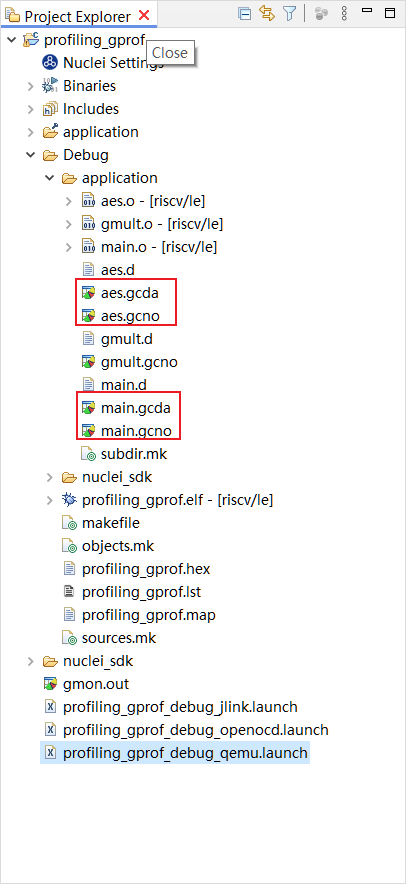 Project Explorer
profiling_gprof
Close
Nuclei Settings
Binaries
Includes
application
Debug
application
aes.o - [riscv/le]
gmult.o - [riscv/le]
main.o - [riscv/le]
aes.d
aes.gcda
aes.gcno
gmult.d
gmult.gcno
main.d
main.gcda
main.gcno
subdir.mk
nuclei_sdk
profiling_gprof.elf - [riscv/le]
makefile
objects.mk
profiling_gprof.hex
profiling_gprof.lst
profiling_gprof.map
sources.mk
nuclei_sdk
gmon.out
profiling_gprof_debug_jlink.launch
profiling_gprof_debug_openocd.launch
profiling_gprof_debug_qemu.launch